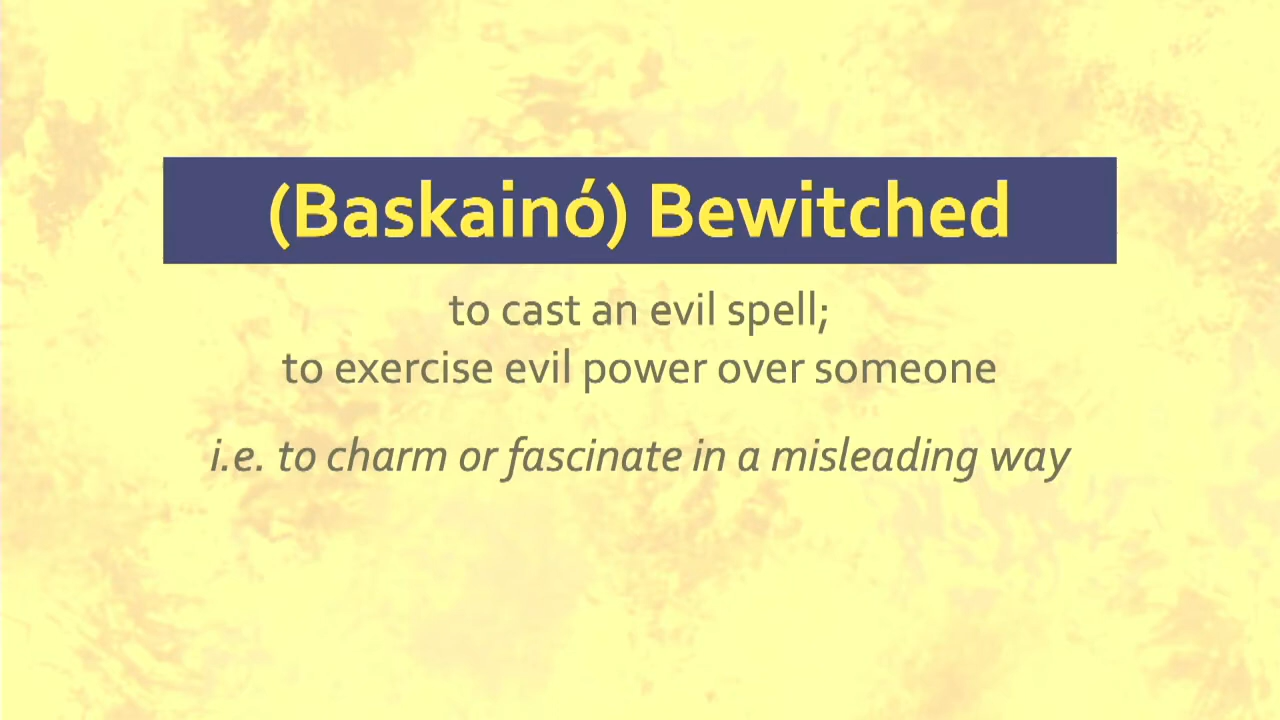 (Baskainó) Bewitched
to cast an evil spell;
to exercise evil power over someone
i.e. to charm or fascinate in a misleading way